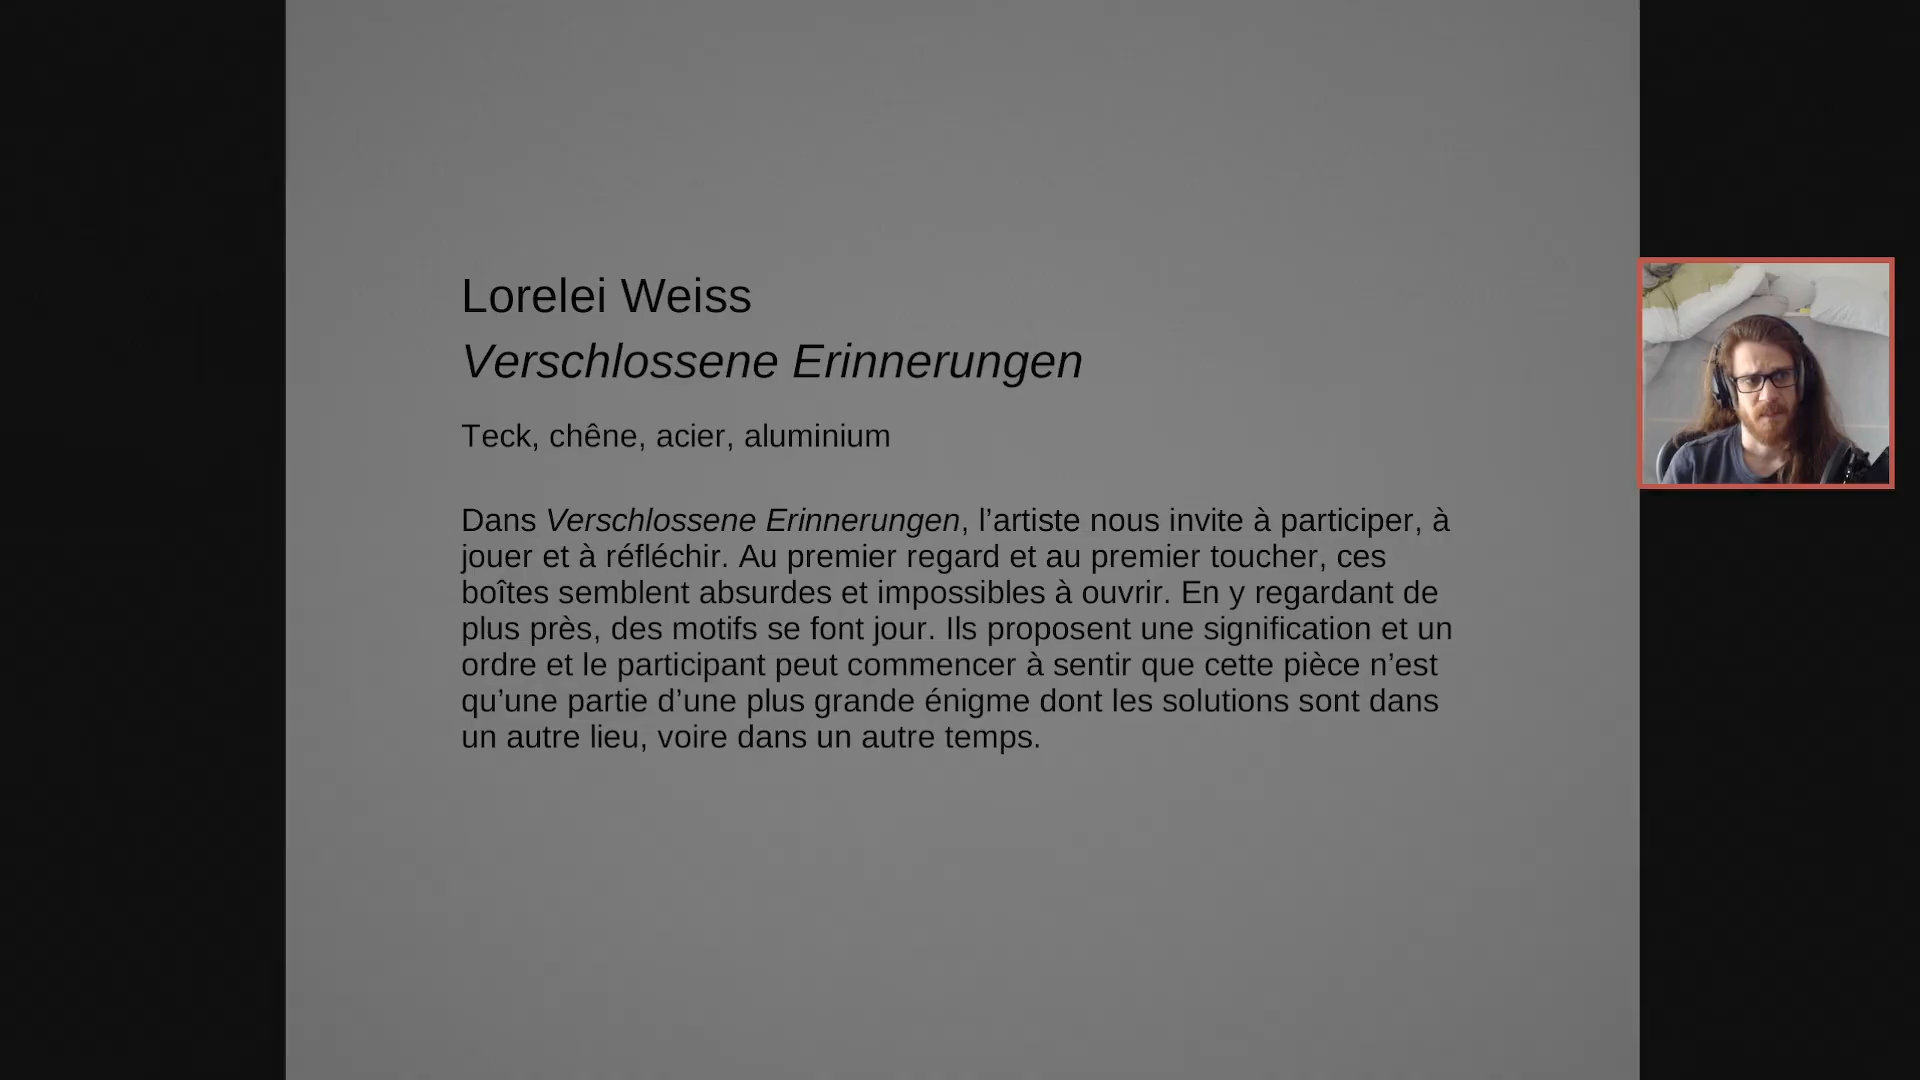 Lorelei Weiss
Verschlossene Erinnerungen
Teck, chêne, acier, aluminium
Dans Verschlossene Erinnerungen, l’artiste nous invite à participer, à
jouer et à réfléchir. Au premier regard et au premier toucher, ces
boîtes semblent absurdes et impossibles à ouvrir. En y regardant de
plus près, des motifs se font jour. Ils proposent une signification et un
ordre et le participant peut commencer à sentir que cette pièce n’est
qu’une partie d’une plus grande énigme dont les solutions sont dans
un autre lieu, voire dans un autre temps.